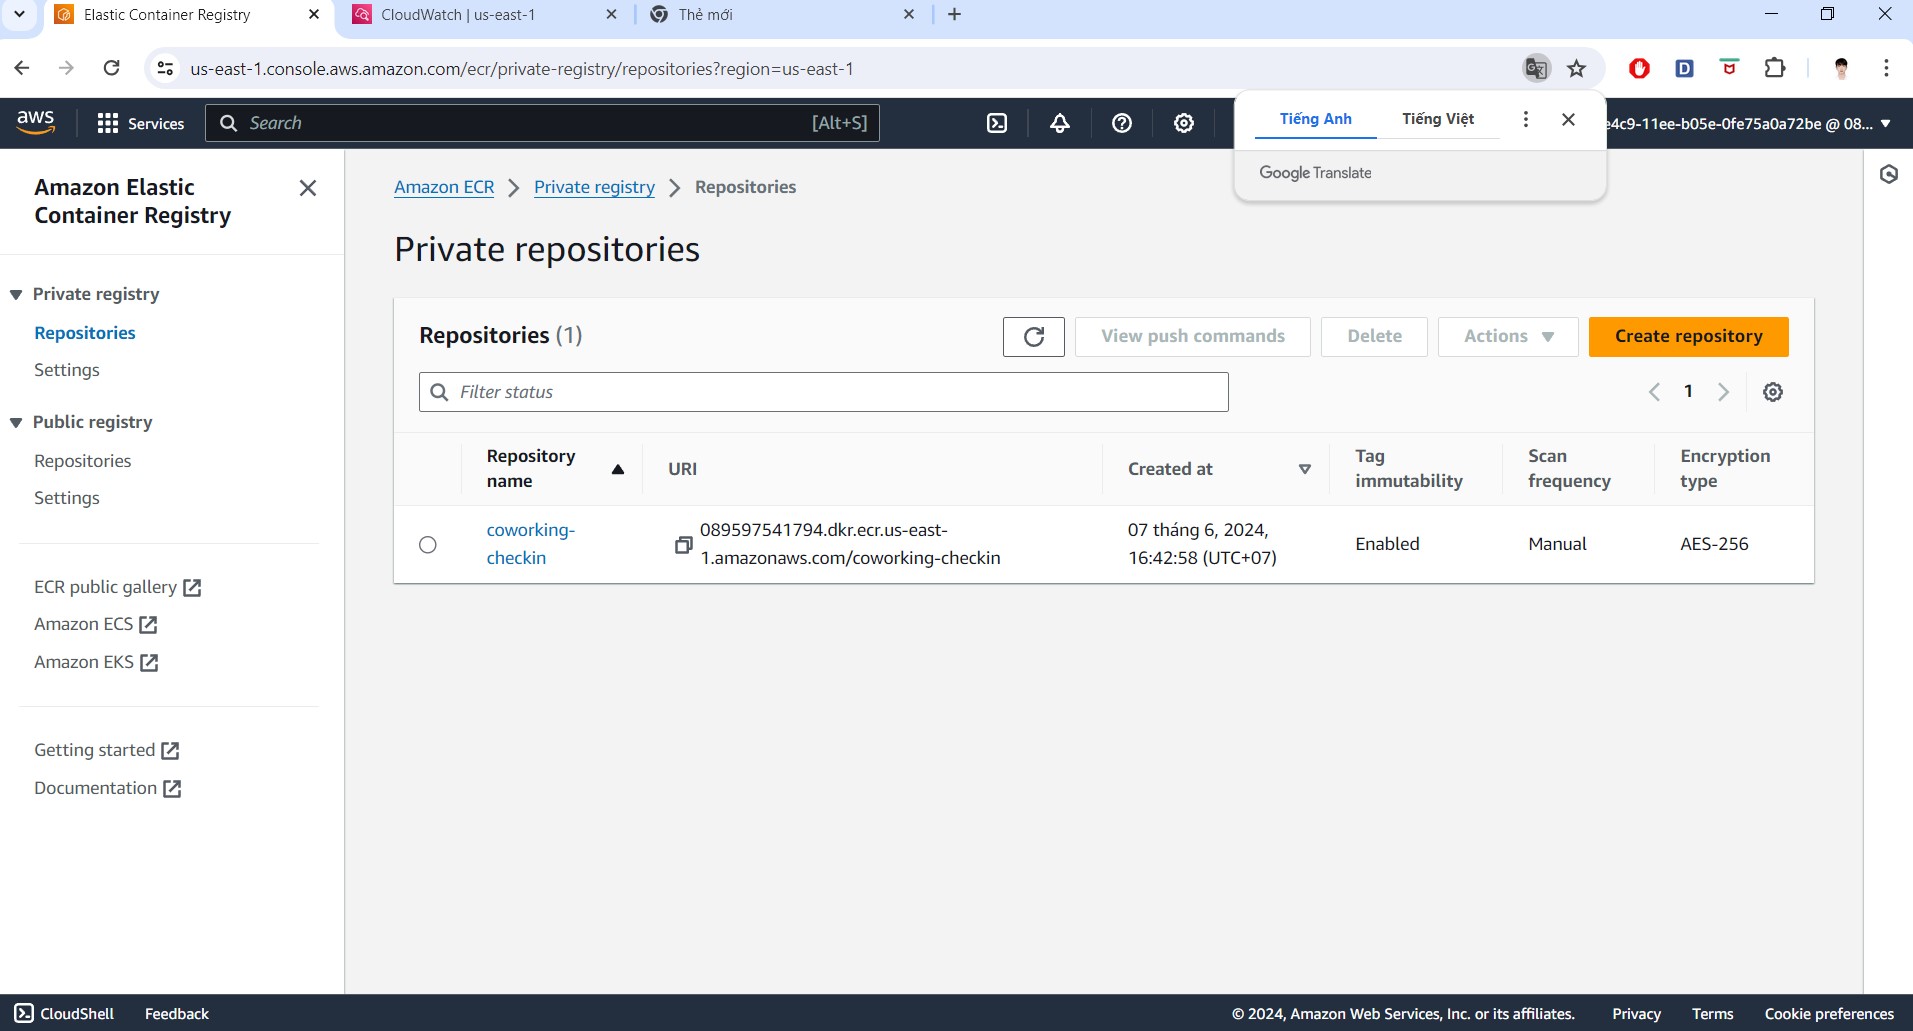 Elastic Container Registry
CloudWatch | us-east-1
Thẻ mới
us-east-1.console.aws.amazon.com/ecr/private-registry/repositories?region=us-east-1
aws
Services
Search
[Alt+S]
e4c9-11ee-b05e-0fe75a0a72be @ 08...
Tiếng Anh
Tiếng Việt
Google Translate
Amazon Elastic
Container Registry
Private registry
Repositories
Settings
Public registry
Repositories
Settings
ECR public gallery
Amazon ECS
Amazon EKS
Getting started
Documentation
Amazon ECR
Private registry
Repositories
Private repositories
Repositories (1)
View push commands
Delete
Actions
Create repository
Filter status
1
Repository
name
URI
Created at
Tag
immutability
Scan
frequency
Encryption
type
coworking-
checkin
089597541794.dkr.ecr.us-east-
1.amazonaws.com/coworking-checkin
07 tháng 6, 2024,
16:42:58 (UTC+07)
Enabled
Manual
AES-256
CloudShell
Feedback
© 2024, Amazon Web Services, Inc. or its affiliates.
Privacy
Terms
Cookie preferences